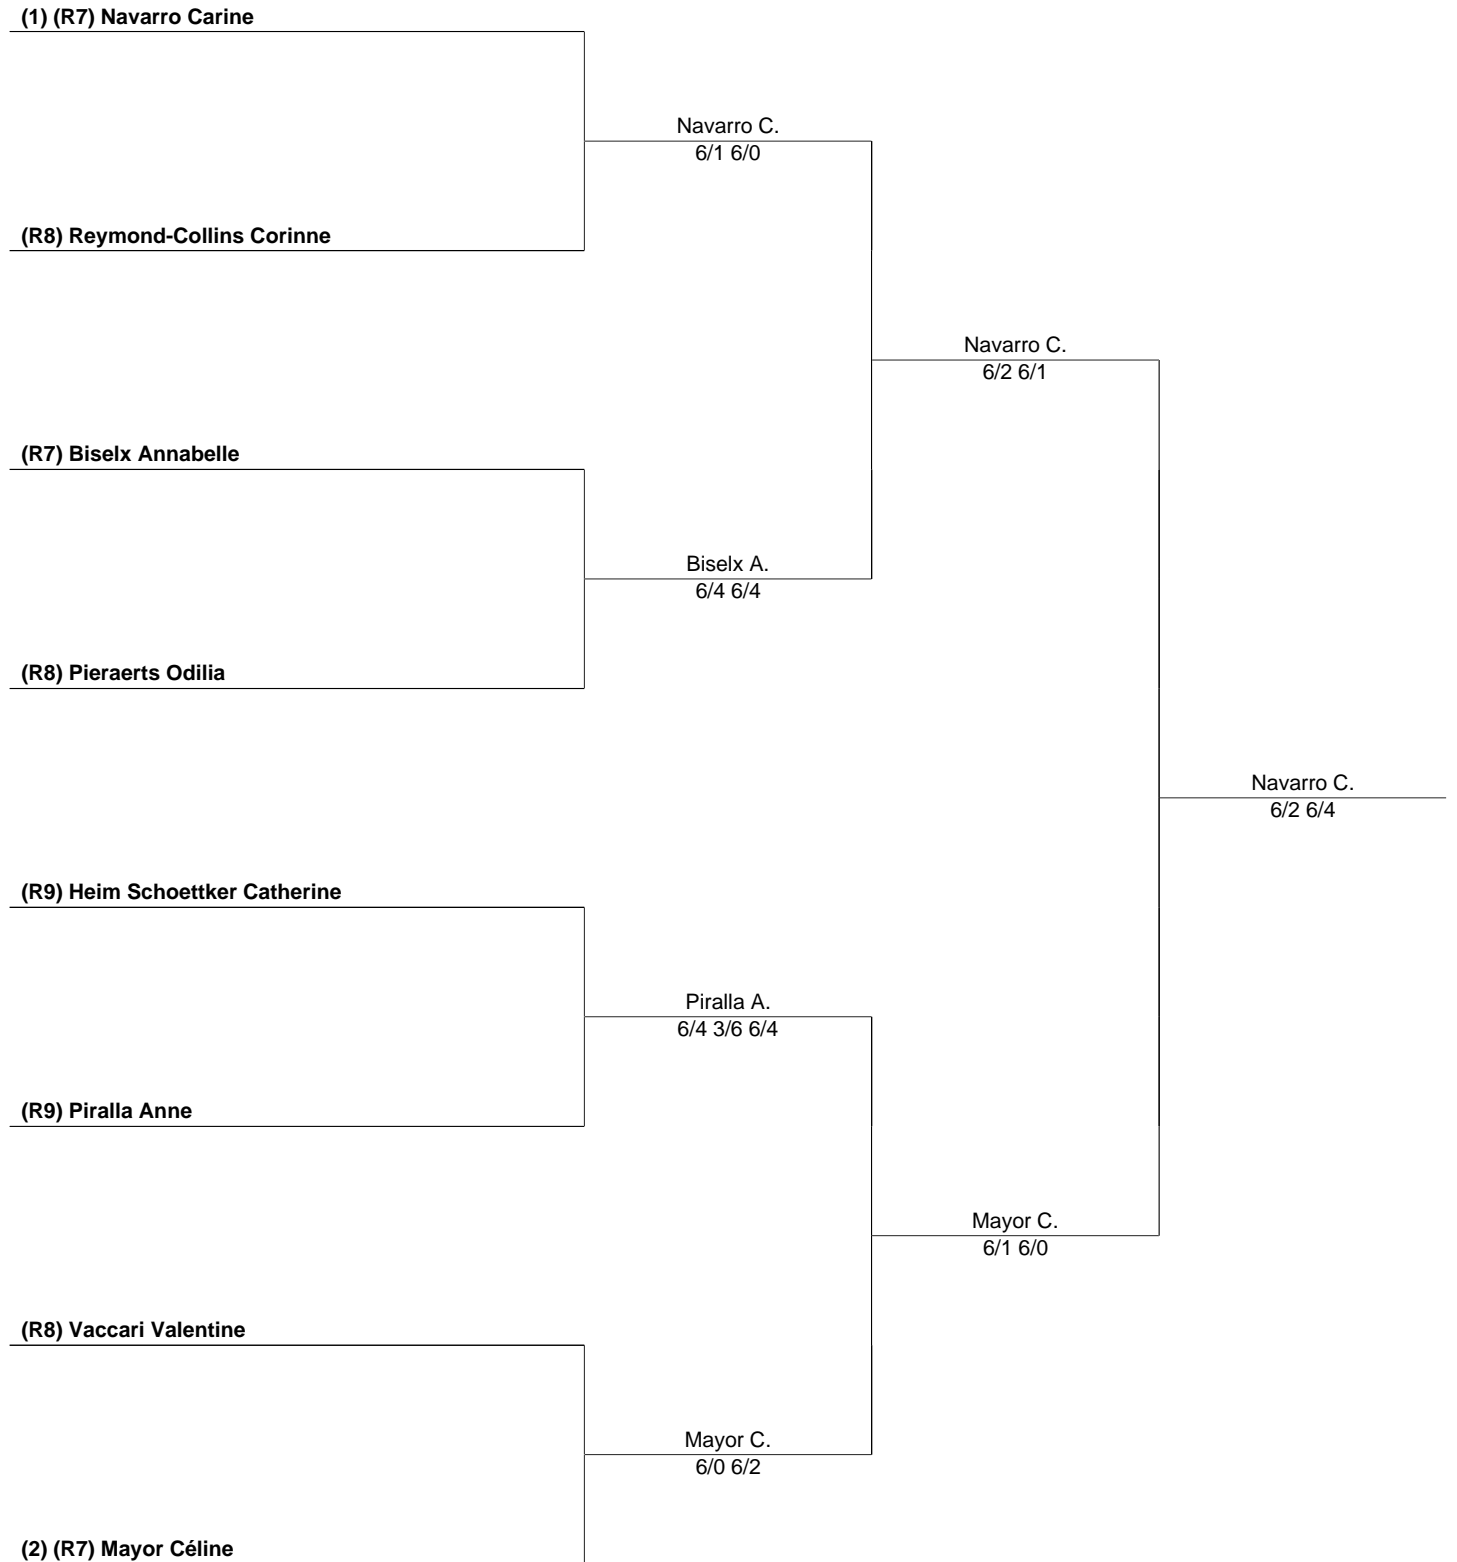 (1) (R7) Navarro Carine
Navarro C.
6/1 6/0
(R8) Reymond-Collins Corinne
Navarro C.
6/2 6/1
(R7) Biselx Annabelle
Biselx A.
6/4 6/4
(R8) Pieraerts Odilia
Navarro C.
6/2 6/4
(R9) Heim Schoettker Catherine
Piralla A.
6/4 3/6 6/4
(R9) Piralla Anne
Mayor C.
6/1 6/0
(R8) Vaccari Valentine
Mayor C.
6/0 6/2
(2) (R7) Mayor Céline